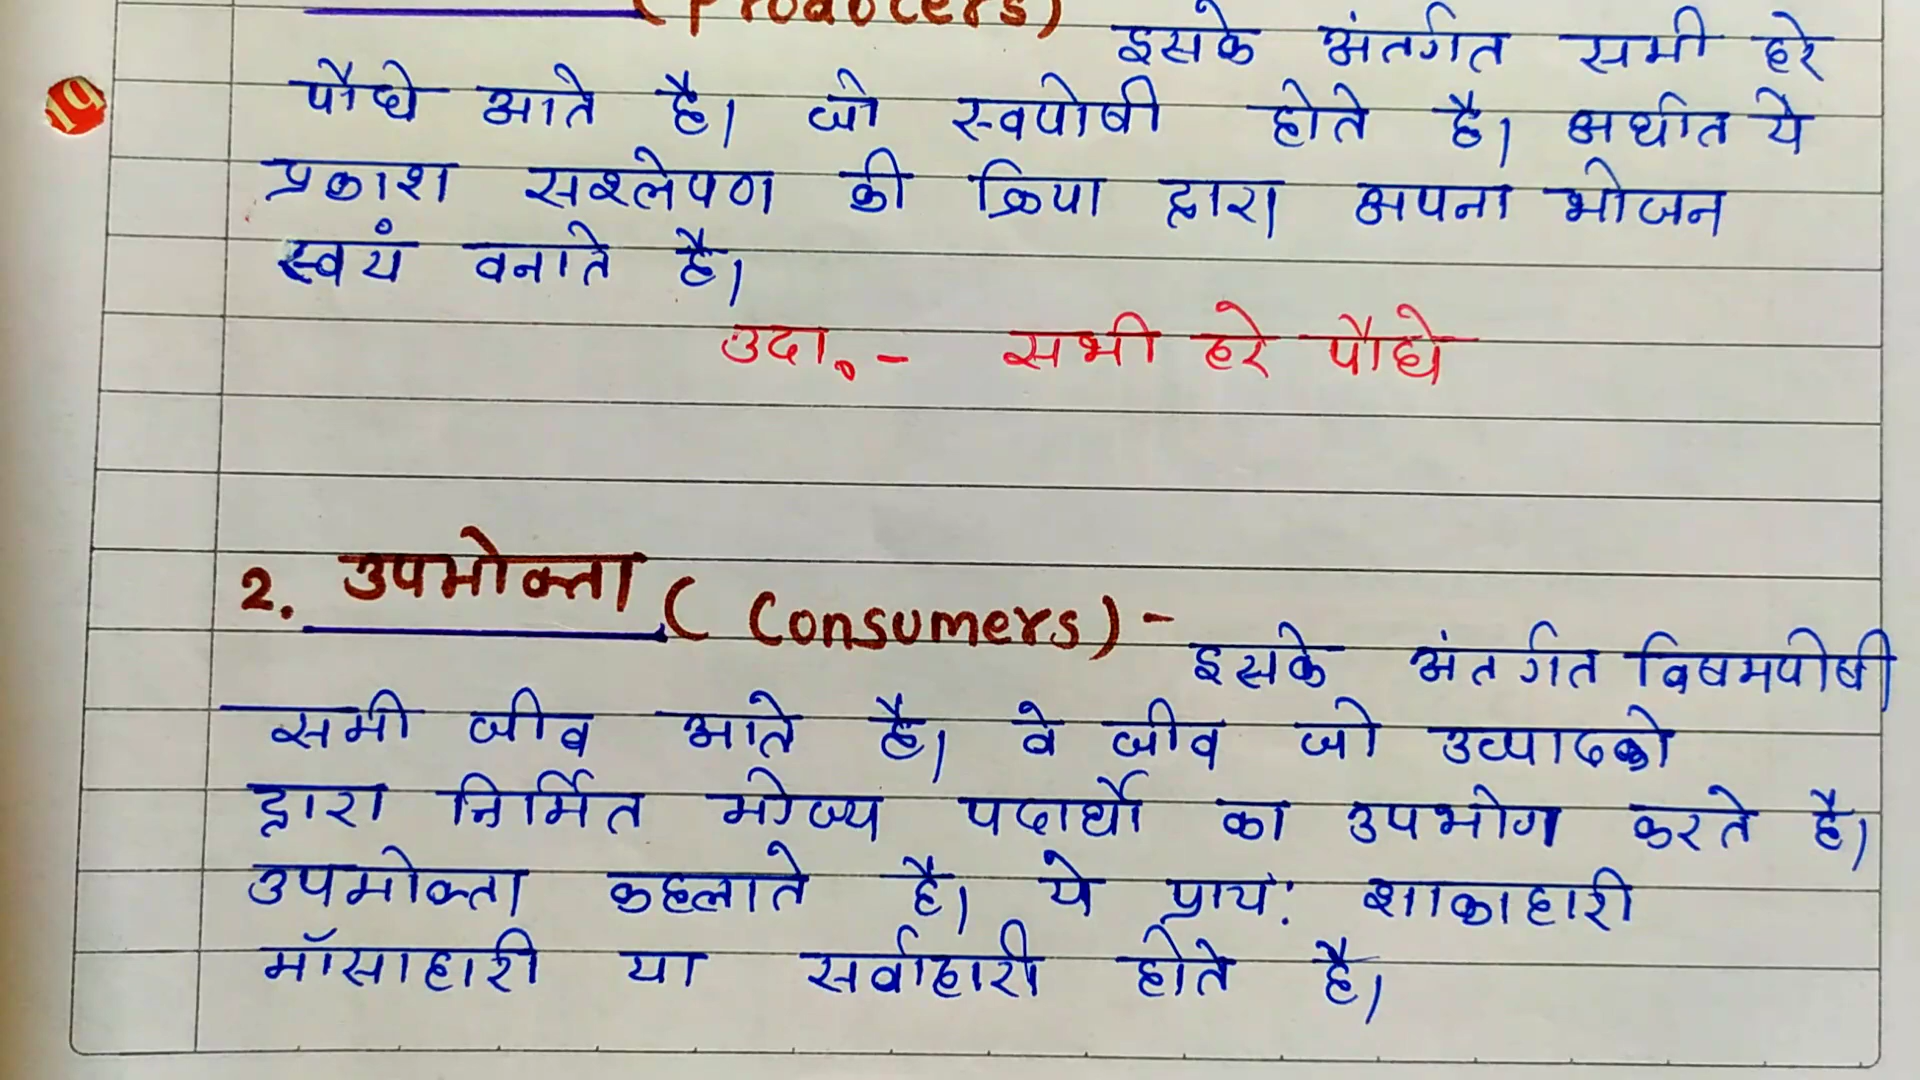 (Producers)
इसके अंतर्गत सभी हरे
पौधे आते है। जो स्वपोषी होते है। अर्थात ये
प्रकाश सश्लेषण की क्रिया द्वारा अपना भोजन
स्वयं बनाते है।
उदा.- सभी हरे पौधे
2. उपभोक्ता (Consumers) -
इसके अंतर्गत विषमपोषी
सभी जीव आते है। वे जीव जो उत्पादको
द्वारा निर्मित भोज्य पदार्थो का उपभोग करते है।
उपभोक्ता कहलाते है। ये प्राय: शाकाहारी
माँसाहारी या सर्वाहारी होते है।